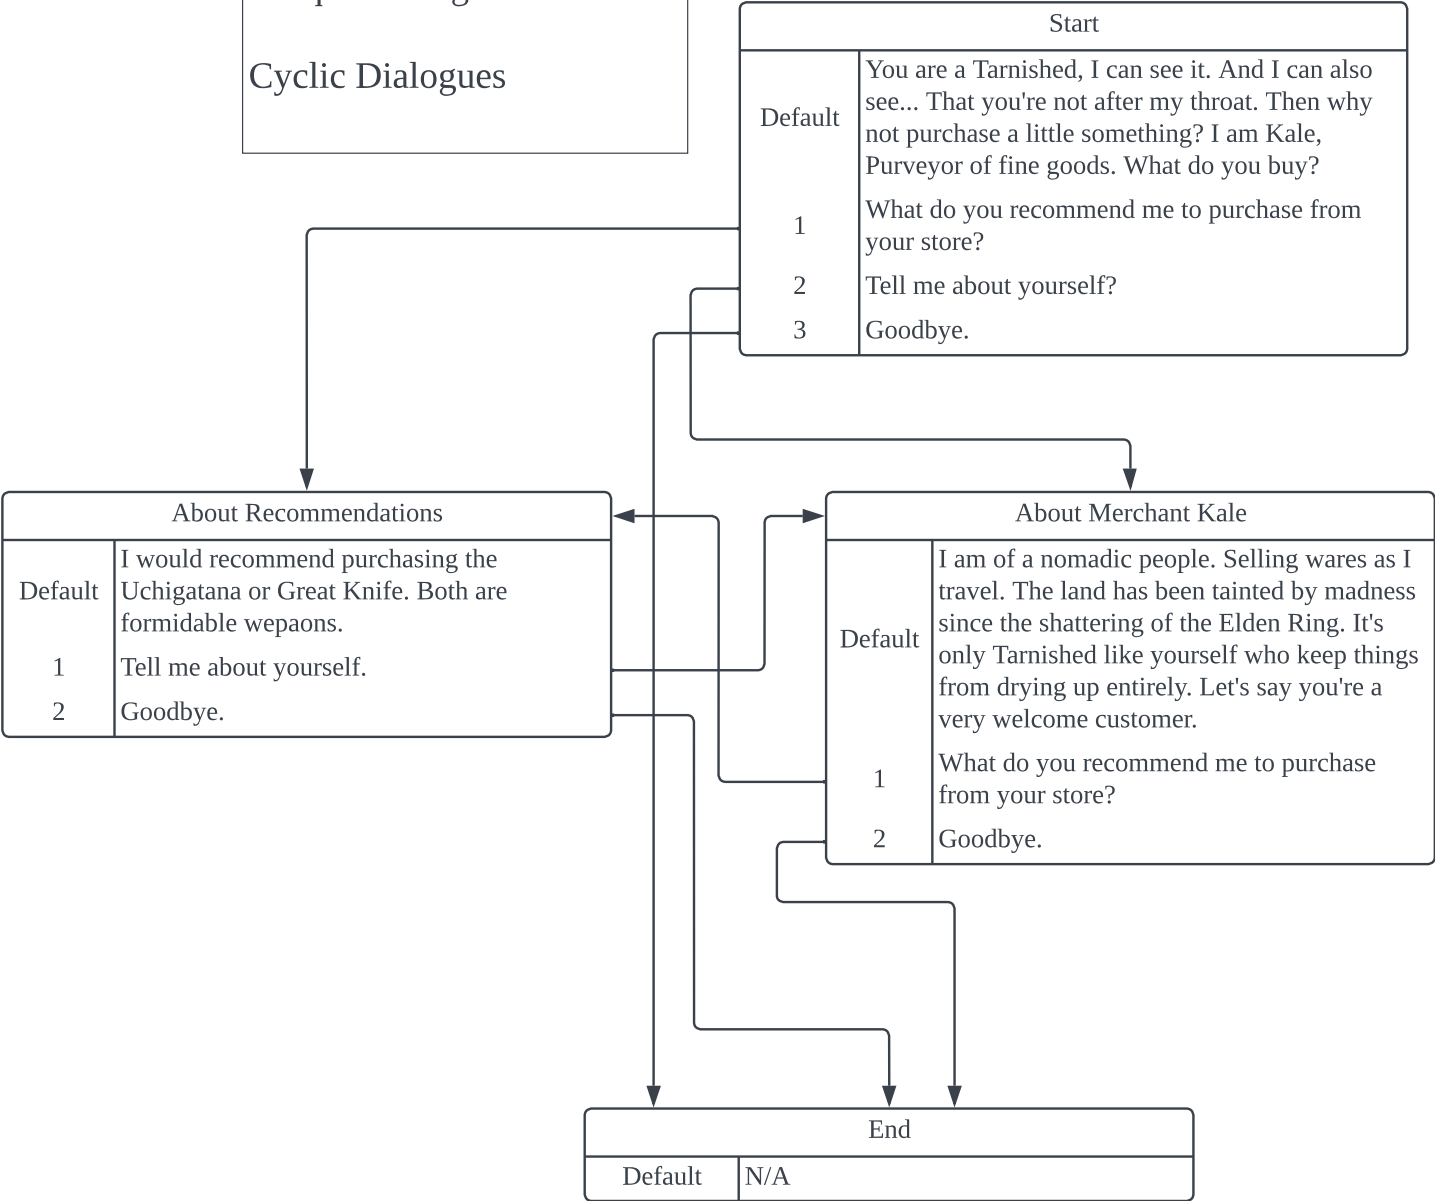 Cyclic Dialogues
Start
Default
You are a Tarnished, I can see it. And I can also
see... That you're not after my throat. Then why
not purchase a little something? I am Kale,
Purveyor of fine goods. What do you buy?
1
What do you recommend me to purchase from
your store?
2
Tell me about yourself?
3
Goodbye.
About Recommendations
Default
I would recommend purchasing the
Uchigatana or Great Knife. Both are
formidable wepaons.
1
Tell me about yourself.
2
Goodbye.
About Merchant Kale
Default
I am of a nomadic people. Selling wares as I
travel. The land has been tainted by madness
since the shattering of the Elden Ring. It's
only Tarnished like yourself who keep things
from drying up entirely. Let's say you're a
very welcome customer.
1
What do you recommend me to purchase
from your store?
2
Goodbye.
End
Default
N/A